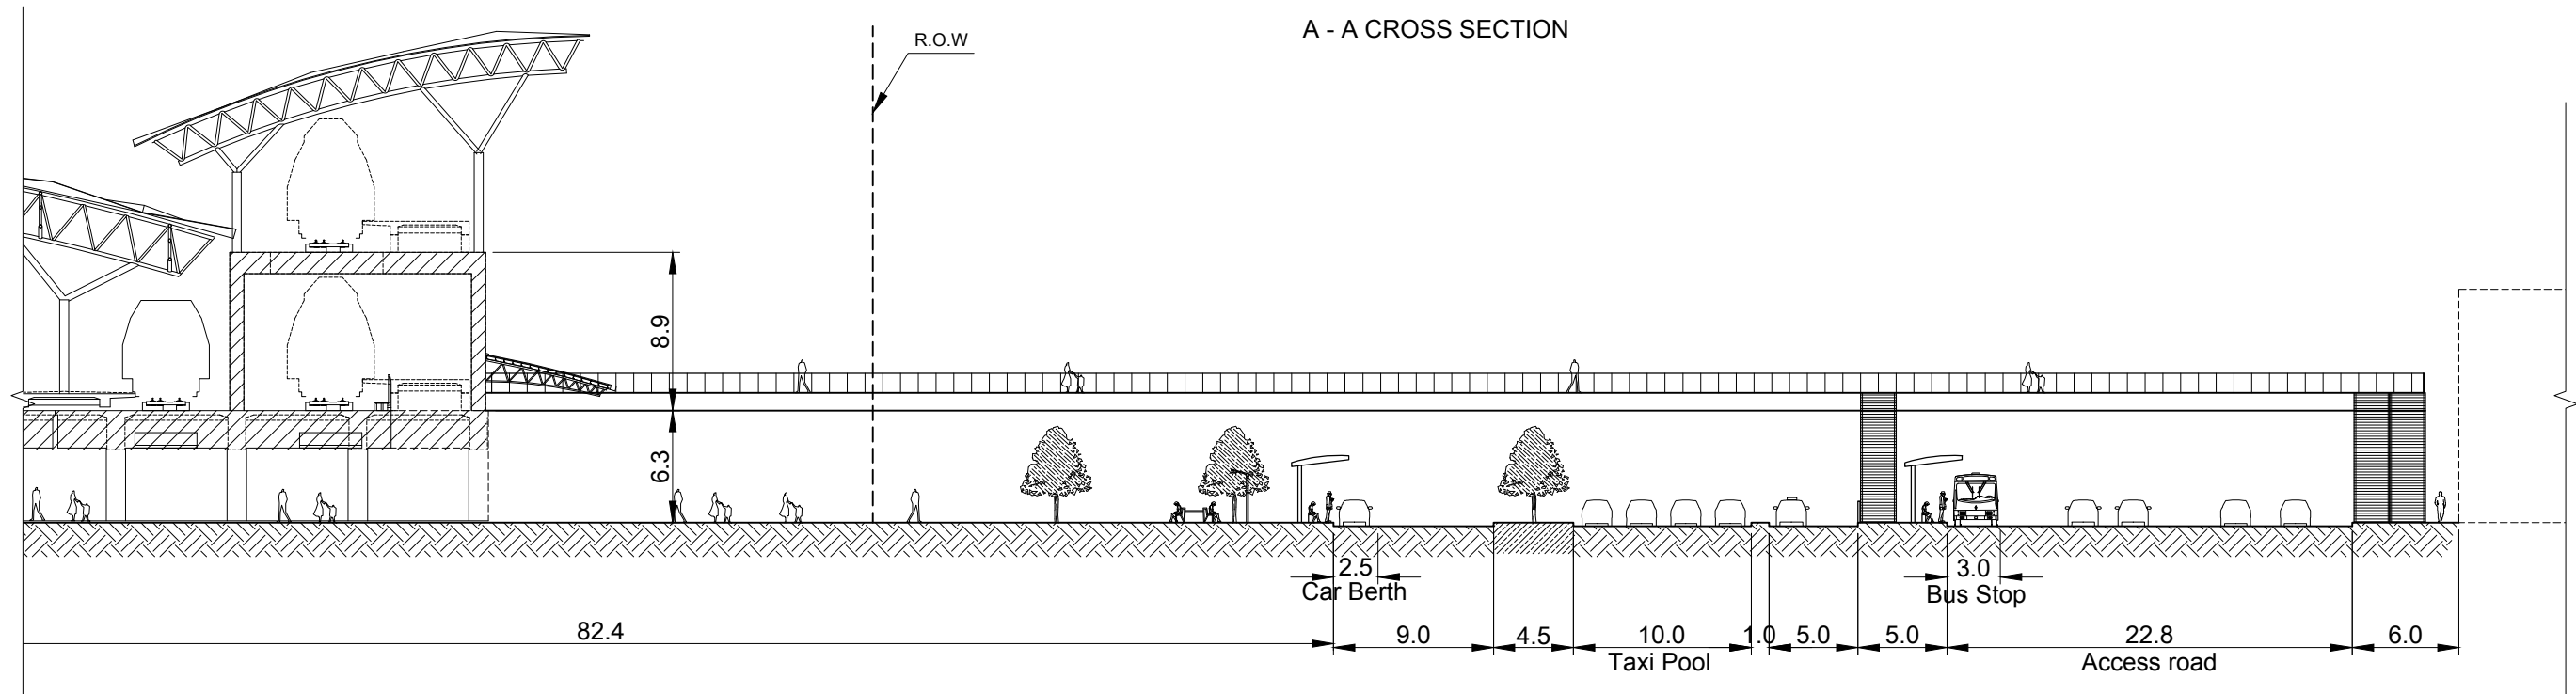 A - A CROSS SECTION
R.O.W
8.9
6.3
2.5
Car Berth
3.0
Bus Stop
82.4
9.0
4.5
10.0
Taxi Pool
1.0
5.0
5.0
22.8
Access road
6.0